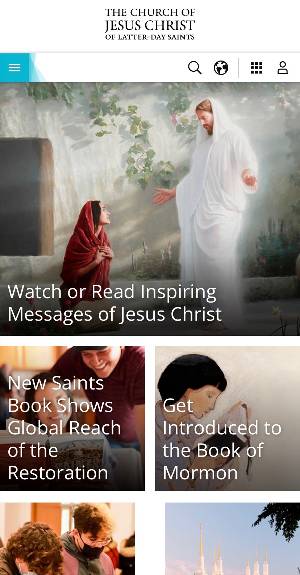 THE CHURCH OF
JESUS CHRIST
OF LATTER-DAY SAINTS
Watch or Read Inspiring
Messages of Jesus Christ
New Saints
Book Shows
Global Reach
of the
Restoration
Get
Introduced to
the Book of
Mormon